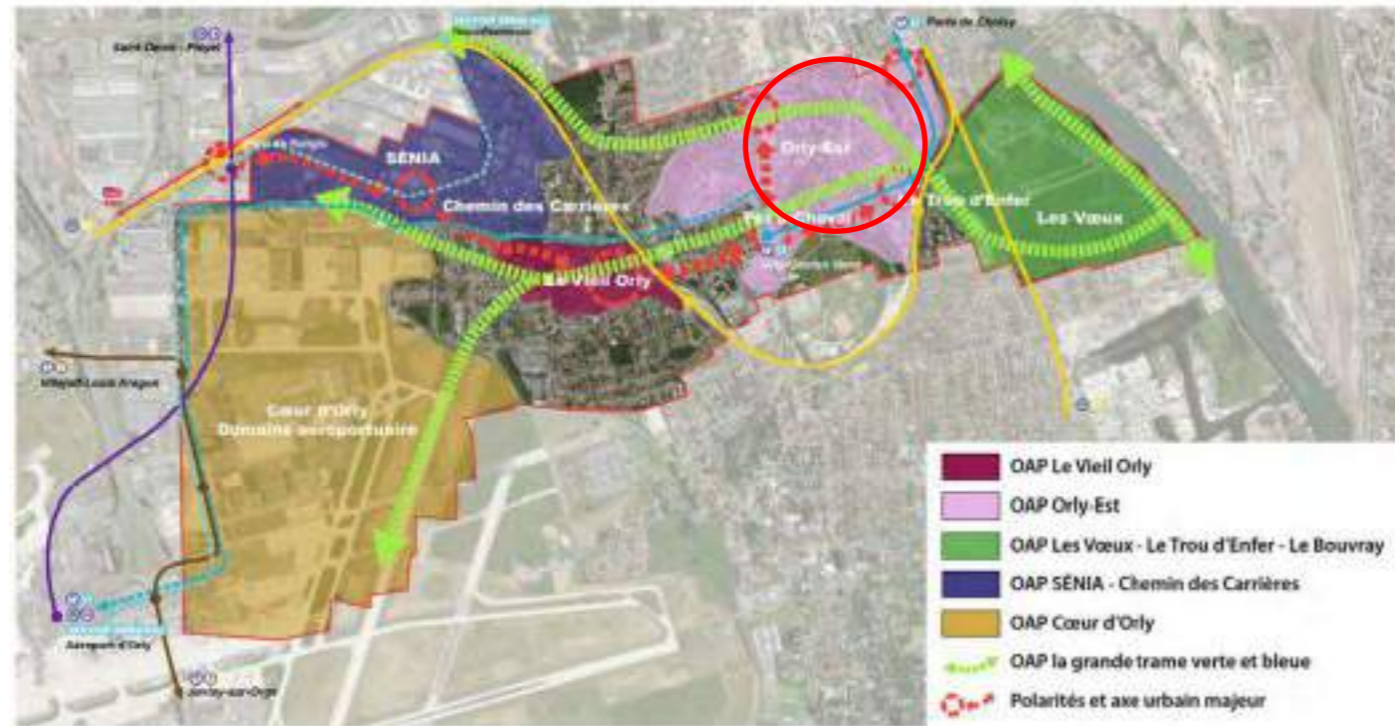 Saint-Denis - Pleyel
Porte de Choisy
SÉNIA
Orly-Est
Chemin des Carrières
Le Trou d'Enfer
Les Vœux
Le Vieil Orly
Villejuif-Louis Aragon
Cœur d'Orly
Domaine aéroportuaire
Aéroport d'Orly
Juvisy-sur-Orge
OAP Le Vieil Orly
OAP Orly-Est
OAP Les Vœux - Le Trou d'Enfer - Le Bouvray
OAP SÉNIA - Chemin des Carrières
OAP Cœur d'Orly
OAP la grande trame verte et bleue
Polarités et axe urbain majeur